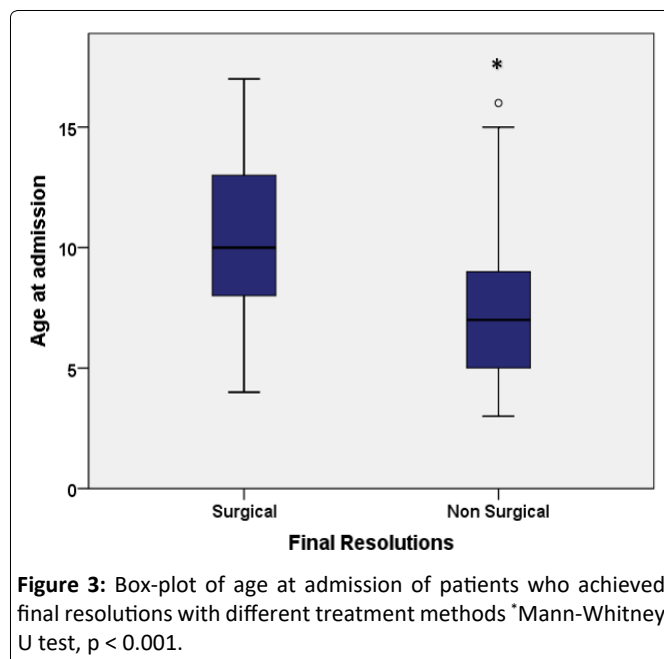 *
15
10
5
0
Age at admission
Surgical
Non Surgical
Final Resolutions
Figure 3: Box-plot of age at admission of patients who achieved
final resolutions with different treatment methods *Mann-Whitney
U test, p < 0.001.